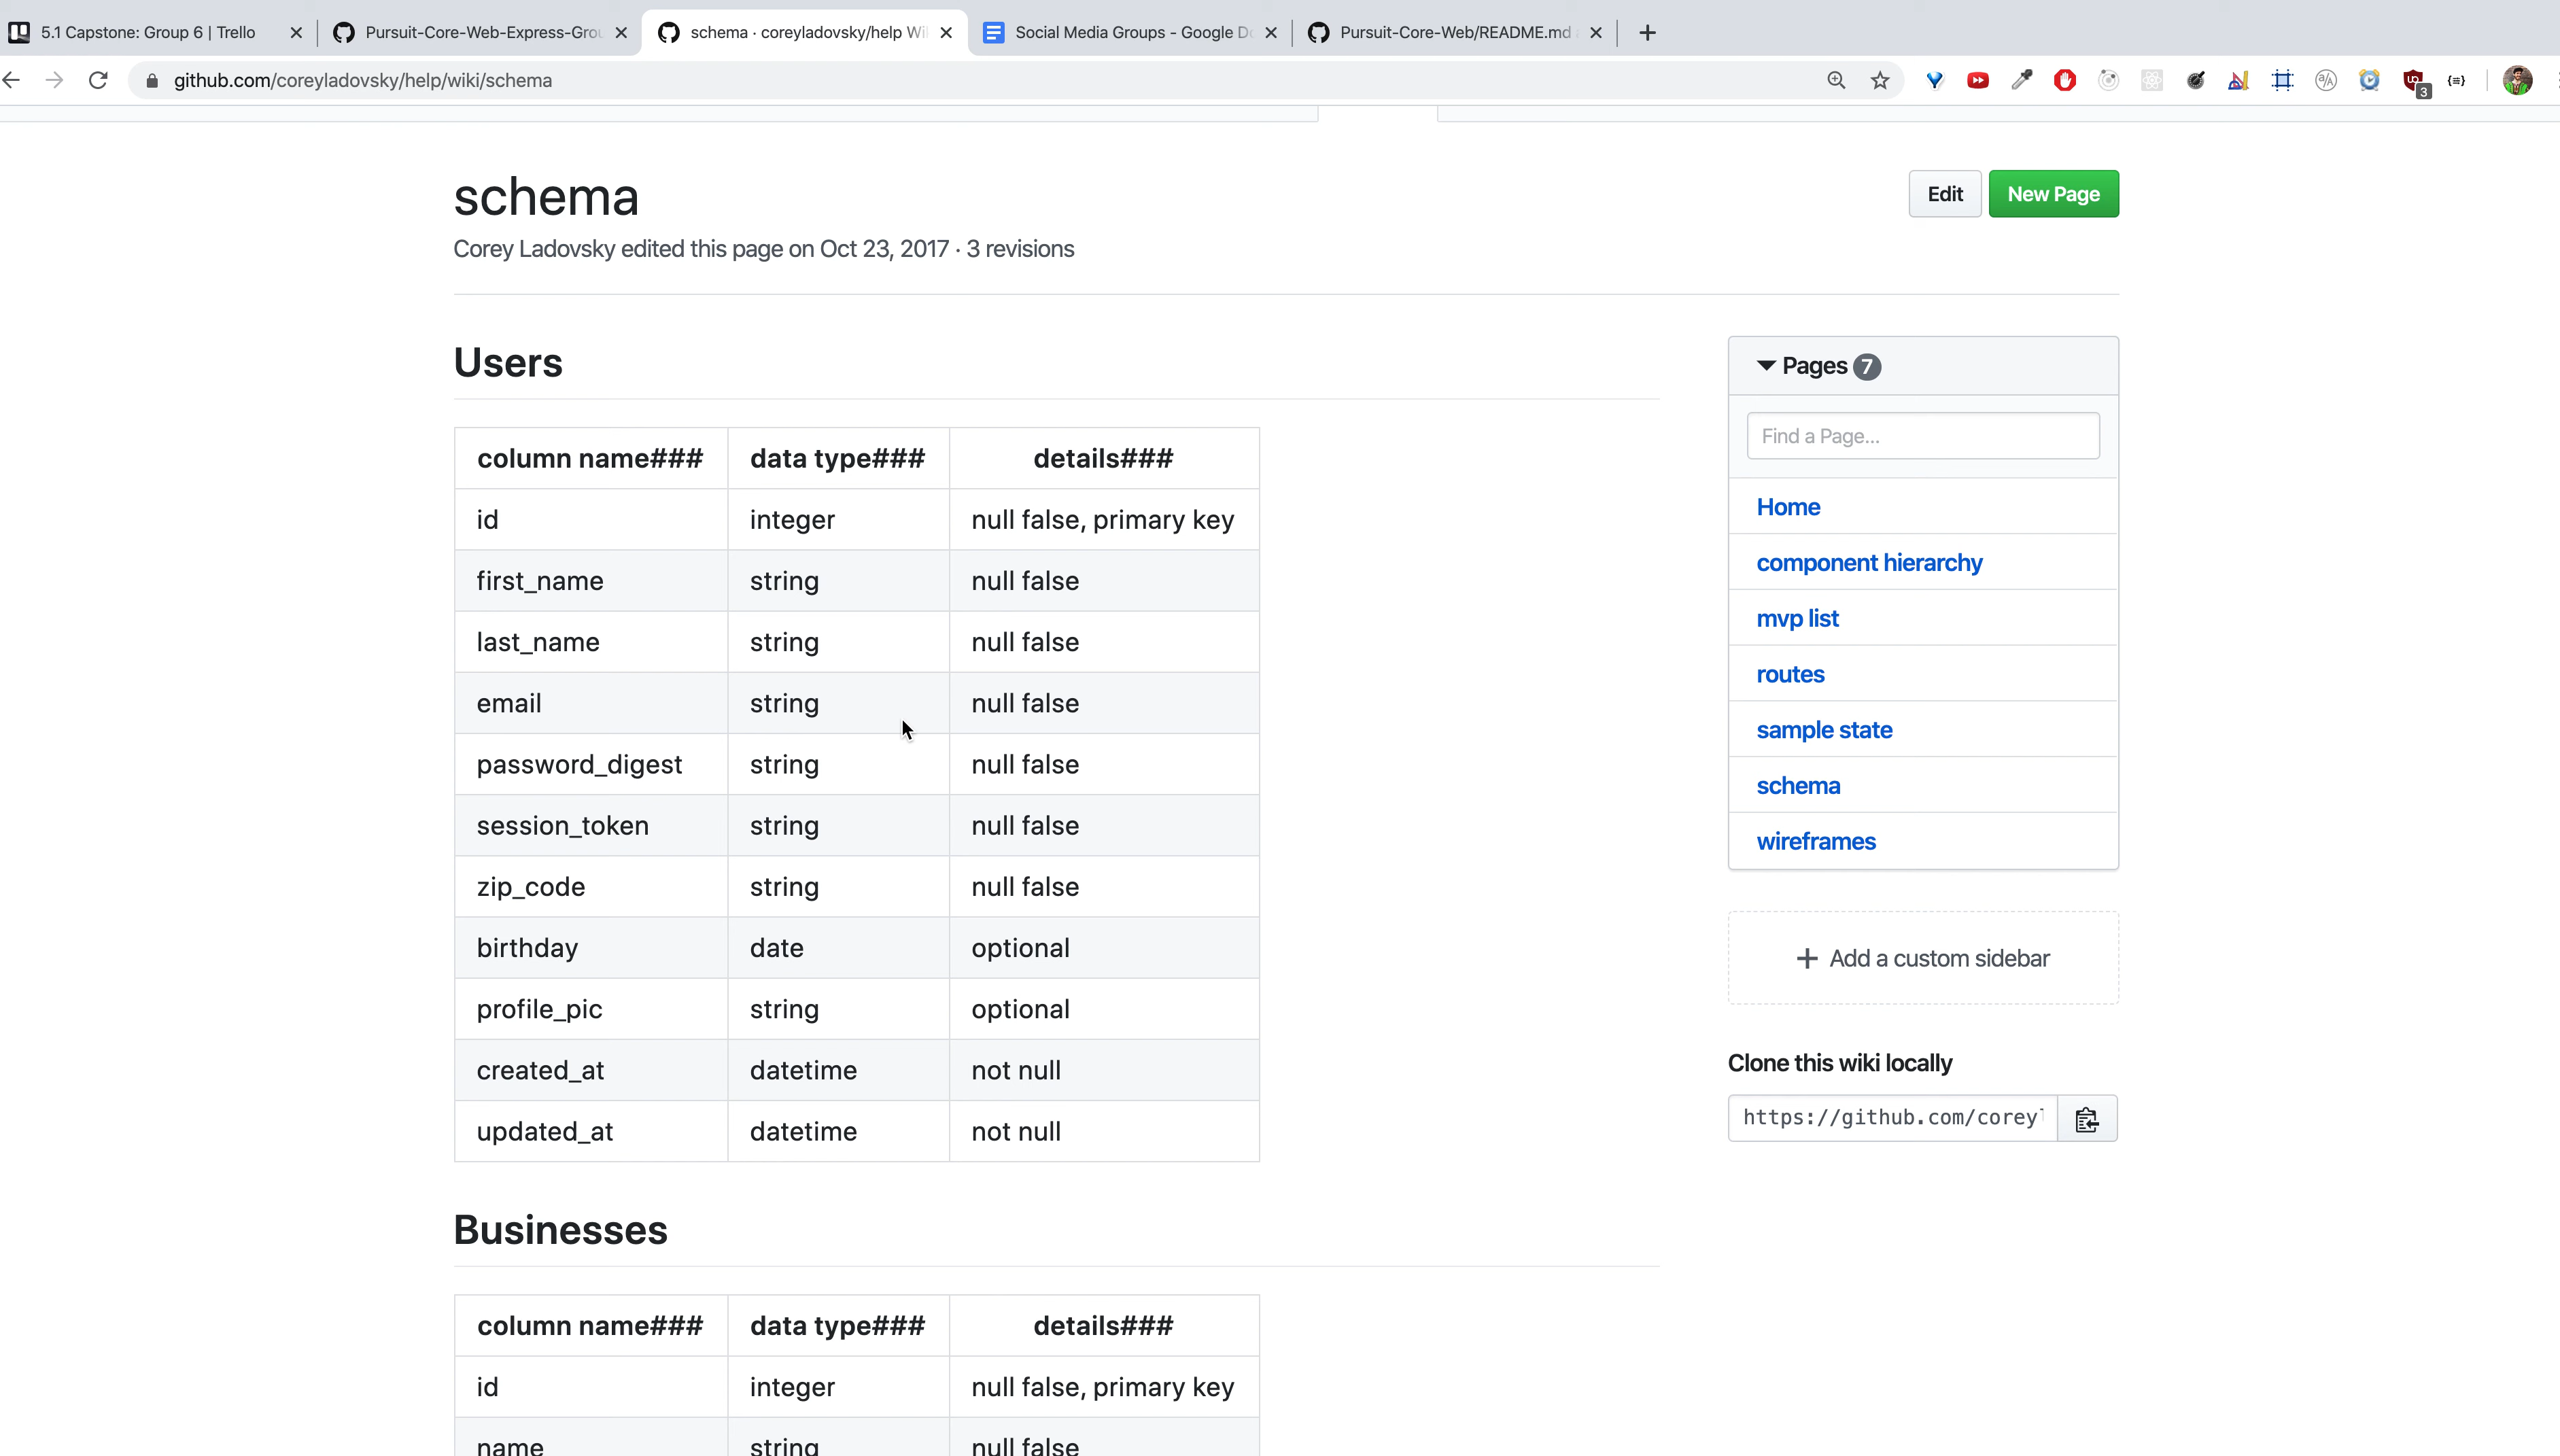 5.1 Capstone: Group 6 | Trello
Pursuit-Core-Web-Express-Grou
schema · coreyladovsky/help Wi
Social Media Groups - Google D
Pursuit-Core-Web/README.md
github.com/coreyladovsky/help/wiki/schema
3
schema
Edit
New Page
Corey Ladovsky edited this page on Oct 23, 2017 · 3 revisions
Users
column name### data type### details###
id integer null false, primary key
first_name string null false
last_name string null false
email string null false
password_digest string null false
session_token string null false
zip_code string null false
birthday date optional
profile_pic string optional
created_at datetime not null
updated_at datetime not null
Businesses
column name### data type### details###
id integer null false, primary key
name string null false
Pages 7
Find a Page...
Home
component hierarchy
mvp list
routes
sample state
schema
wireframes
+ Add a custom sidebar
Clone this wiki locally
https://github.com/corey